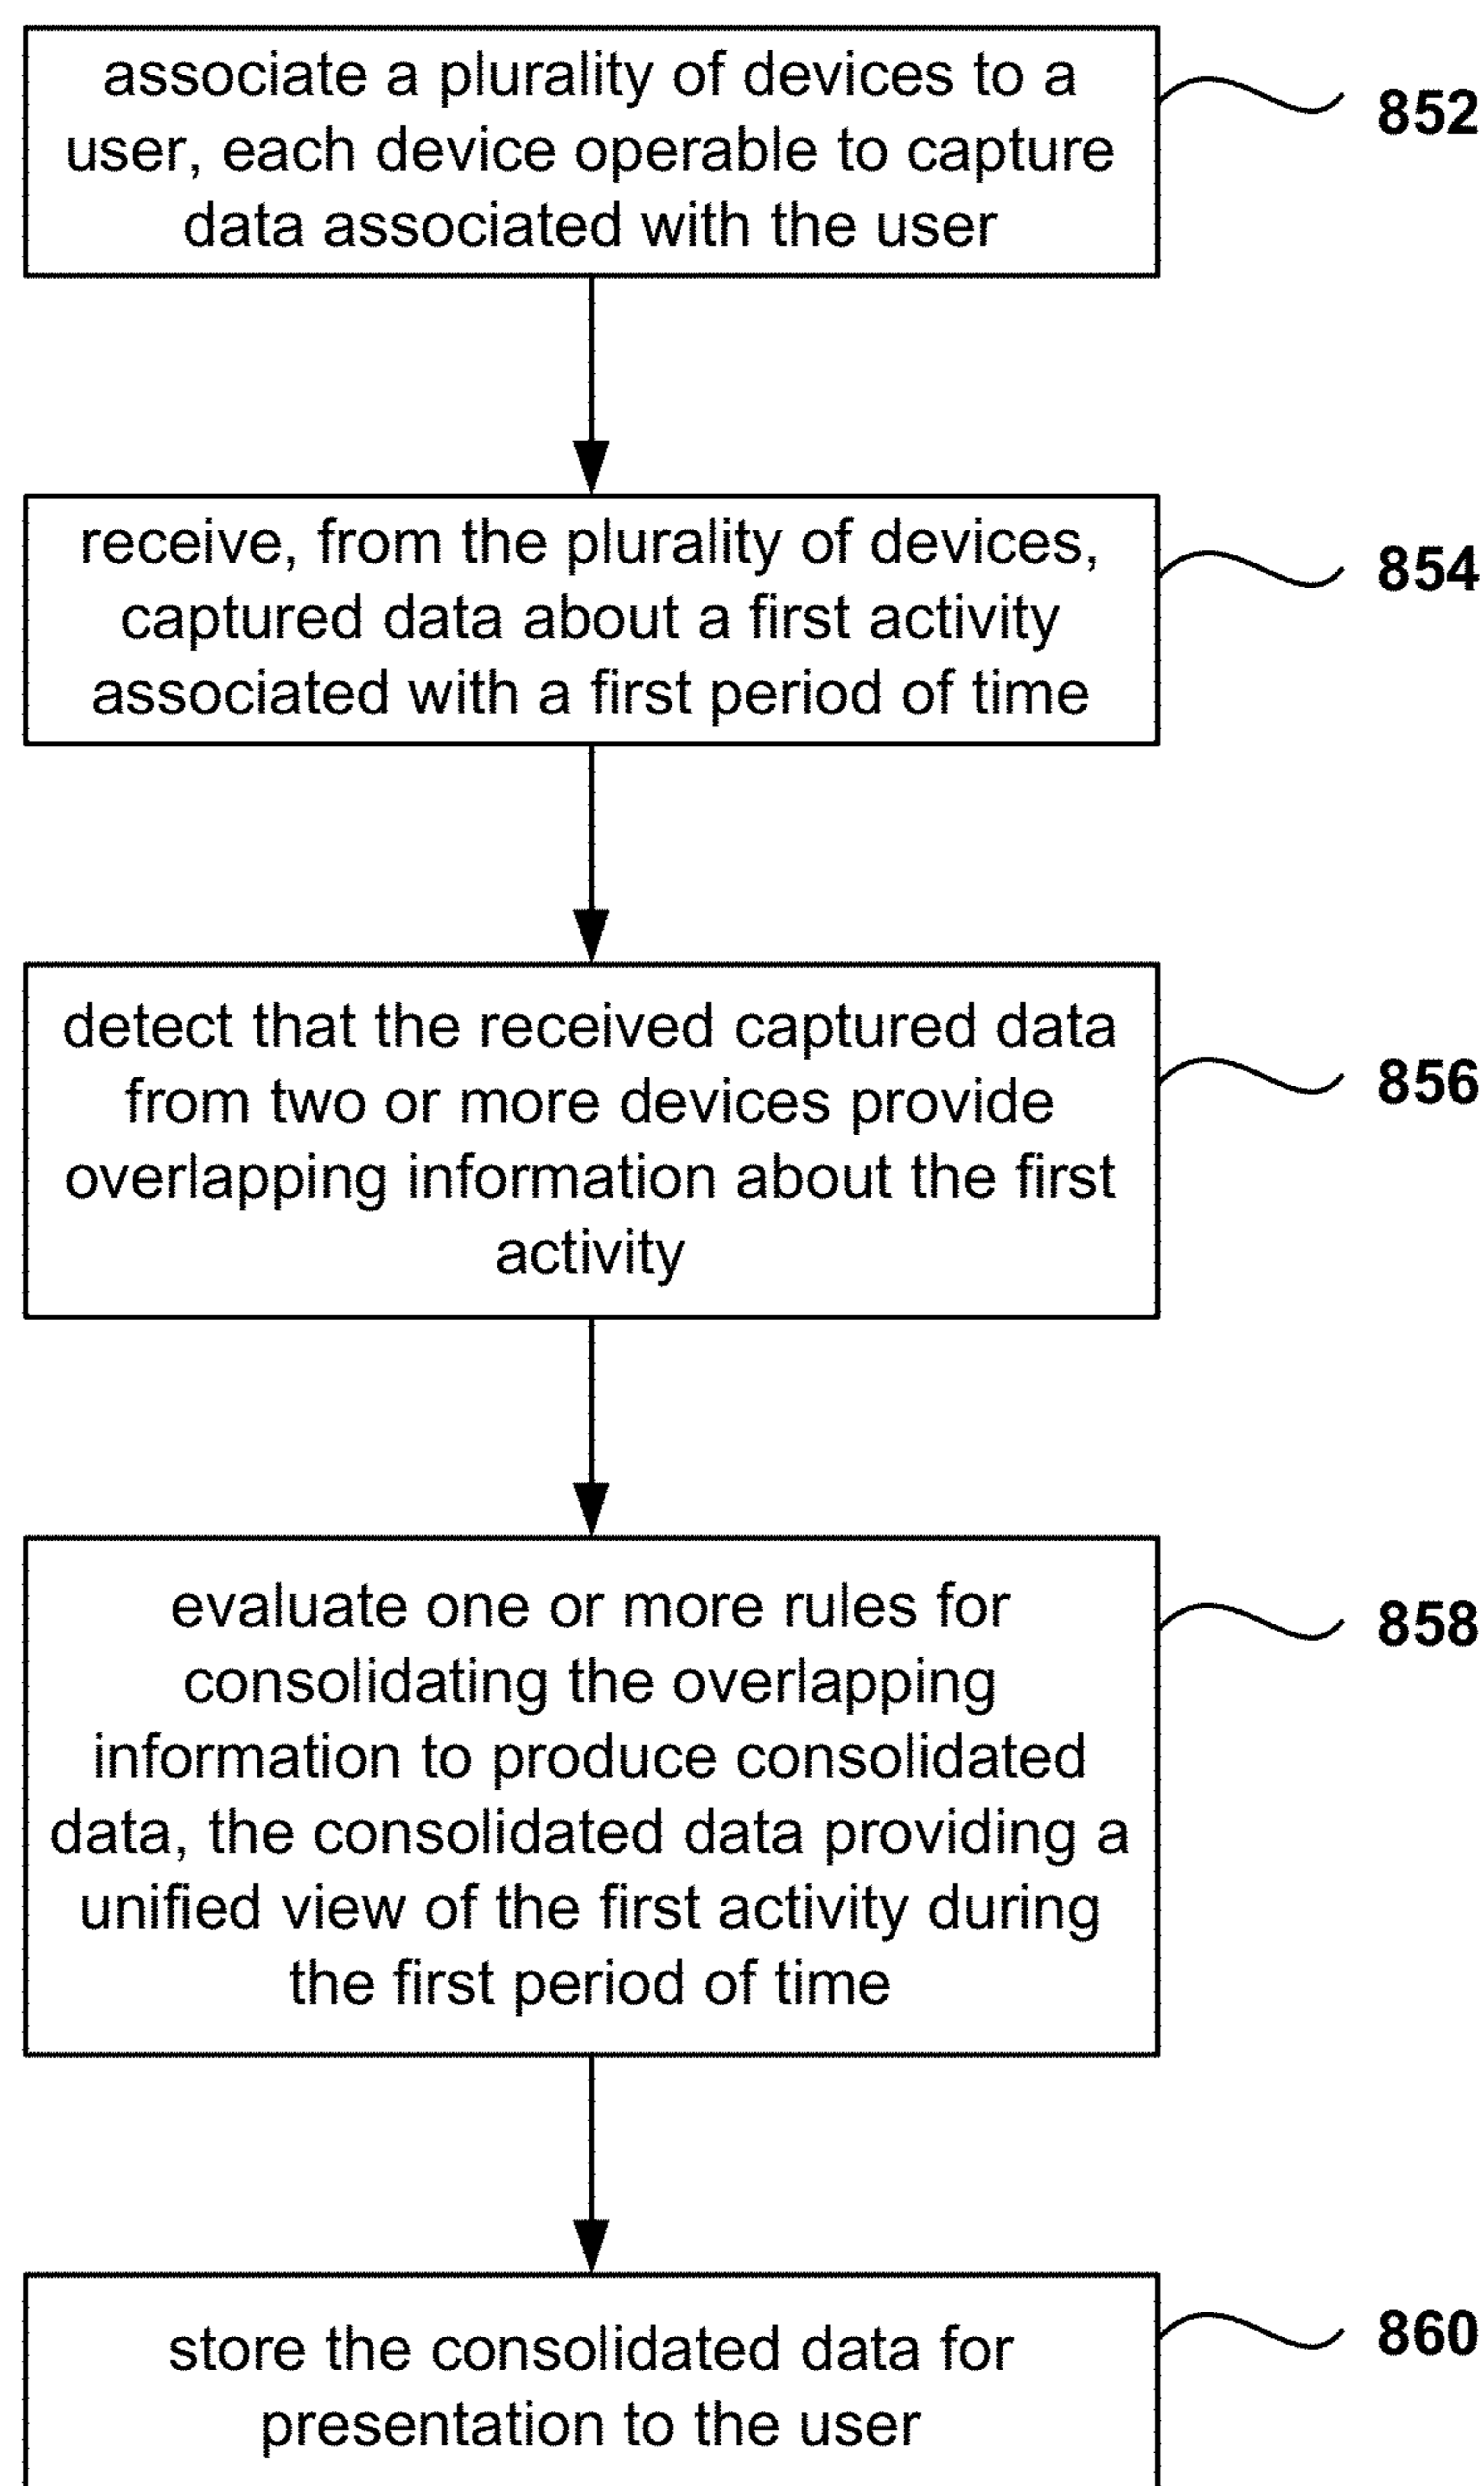 associate a plurality of devices to a
user, each device operable to capture
data associated with the user
852
receive, from the plurality of devices,
captured data about a first activity
associated with a first period of time
854
detect that the received captured data
from two or more devices provide
overlapping information about the first
activity
856
evaluate one or more rules for
consolidating the overlapping
information to produce consolidated
data, the consolidated data providing a
unified view of the first activity during
the first period of time
858
store the consolidated data for
presentation to the user
860